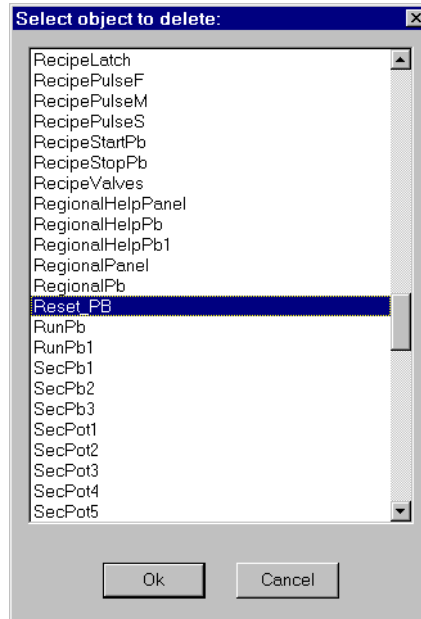 Select object to delete:
RecipeLatch
RecipePulseF
RecipePulseM
RecipePulseS
RecipeStartPb
RecipeStopPb
RecipeValves
RegionalHelpPanel
RegionalHelpPb
RegionalHelpPb1
RegionalPanel
RegionalPb
Reset_PB
RunPb
RunPb1
SecPb1
SecPb2
SecPb3
SecPot1
SecPot2
SecPot3
SecPot4
SecPot5
Ok
Cancel